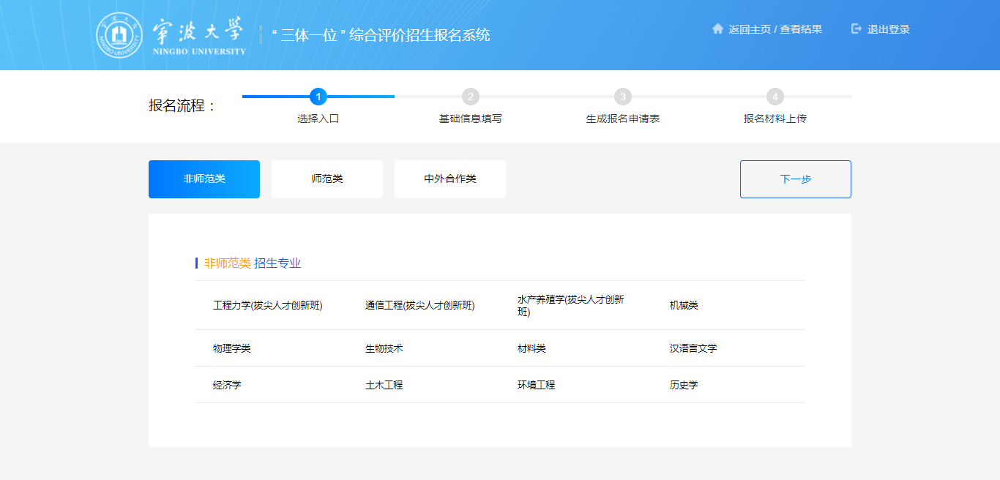 宁波大学
NINGBO UNIVERSITY
“ 三体一位 ” 综合评价招生报名系统
返回主页 / 查看结果
退出登录
报名流程：
1
2
3
4
选择入口
基础信息填写
生成报名申请表
报名材料上传
非师范类
师范类
中外合作类
下一步
非师范类 招生专业
工程力学(拔尖人才创新班)
通信工程(拔尖人才创新班)
水产养殖学(拔尖人才创新
班)
机械类
物理学类
生物技术
材料类
汉语言文学
经济学
土木工程
环境工程
历史学